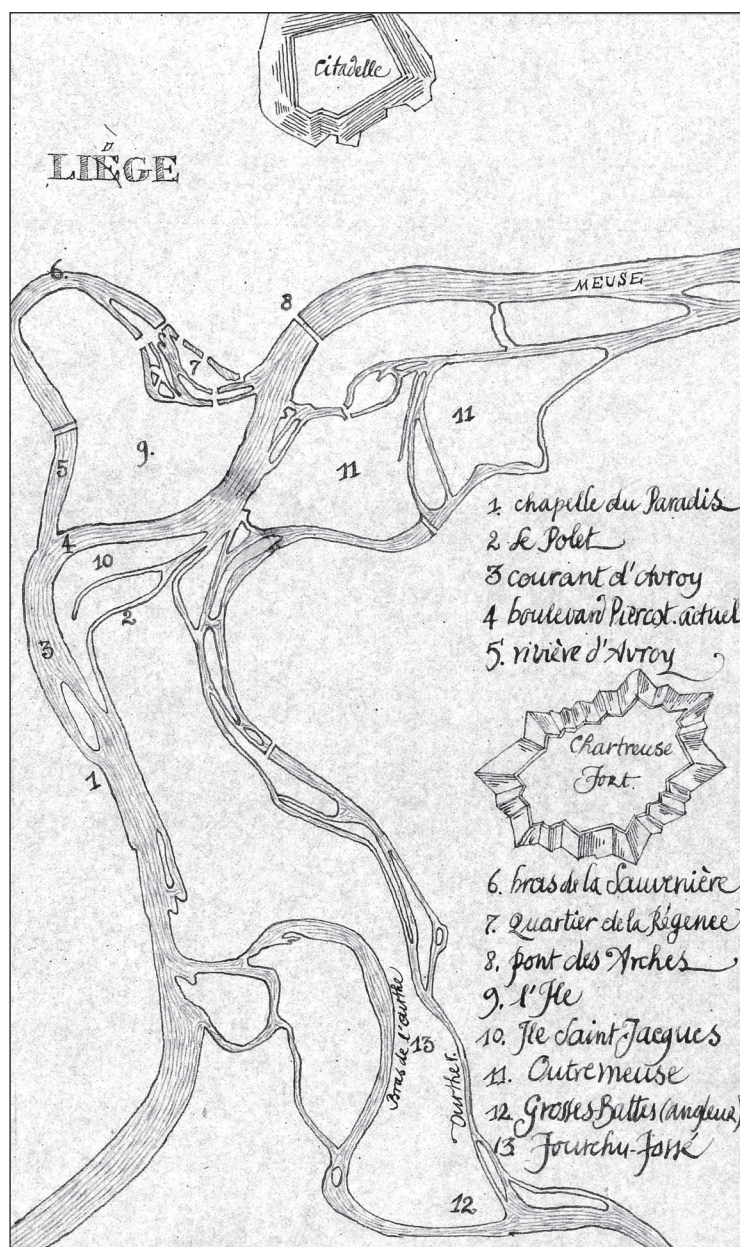 Citadelle
LIÉGE
MEUSE
6.
8
7
9.
11
11
5
4
10
2
3
1
1. chapelle du Paradis
2 Le Polet
3 courant d'Avroy
4 boulevard Piercot. actuel
5. rivière d'Avroy
Chartreuse
Fort.
6. bras de la Sauvenière
7. Quartier de la Régence
8. pont des Arches
9. l'Ile
10. Ile Saint-Jacques
11. Outremeuse
12 Grosses Battes (angleur)
13 Fourchu-Fossé
Bras de l'Ourthe
13
Ourthe r.
12